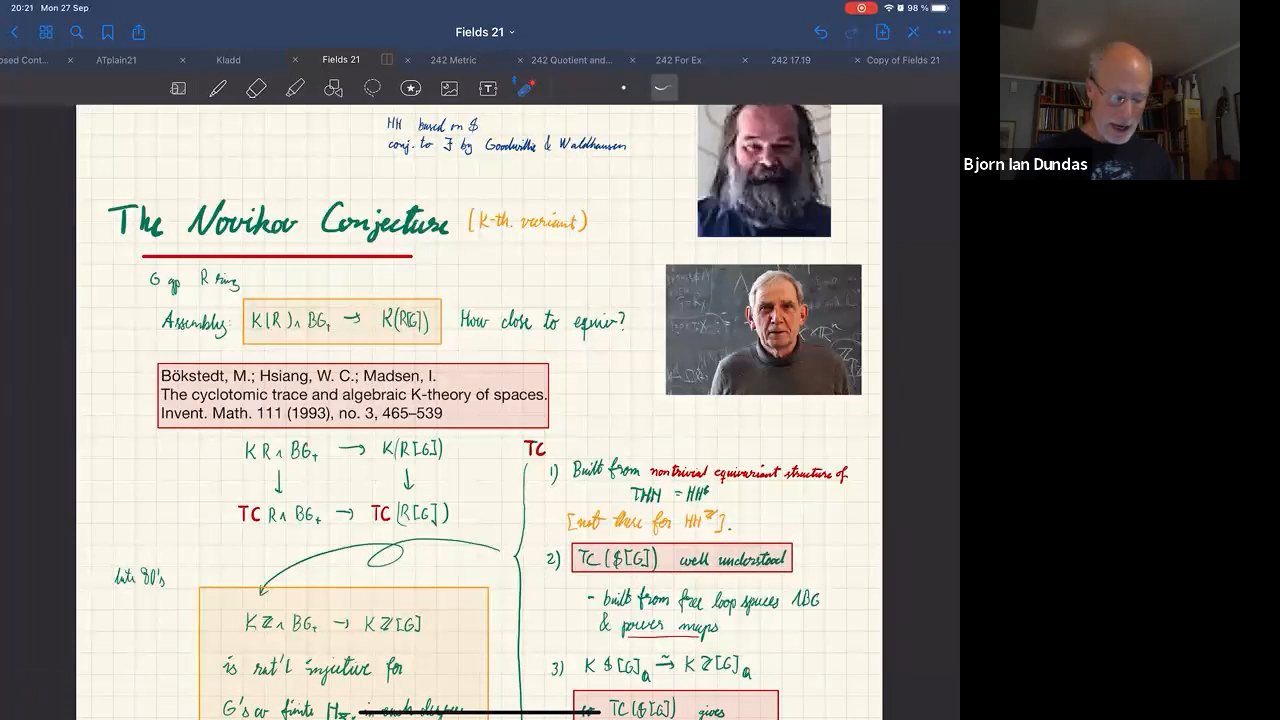 20:21 Mon 27 Sep
98 %
Fields 21
osed Cont...
ATplain21
Kladd
Fields 21
242 Metric
242 Quotient and...
242 For Ex
242 17.19
Copy of Fields 21
Bjorn Ian Dundas
HH based on $
conj. to ∃ by Goodwillie & Waldhausen
The Novikov Conjecture (K-th. variant)
G gp R ring
Assembly: K(R)∧BG₊ → K(R[G]) How close to equiv?
Bökstedt, M.; Hsiang, W. C.; Madsen, I.
The cyclotomic trace and algebraic K-theory of spaces.
Invent. Math. 111 (1993), no. 3, 465–539
KR∧BG₊ → K(R[G])
↓ ↓
TC R∧BG₊ → TC(R[G])
late 80's
Kℤ∧BG₊ → Kℤ[G]
is rat'l injective for
G's w finite H
TC
1) Built from nontrivial equivariant structure of
THH = HH$
[not there for HHℤ].
2) TC($[G]) well understood
- built from free loop spaces ΛBG
& power maps
3) K$[G]ℚ ≃→ Kℤ[G]ℚ
so TC($[G]) gives